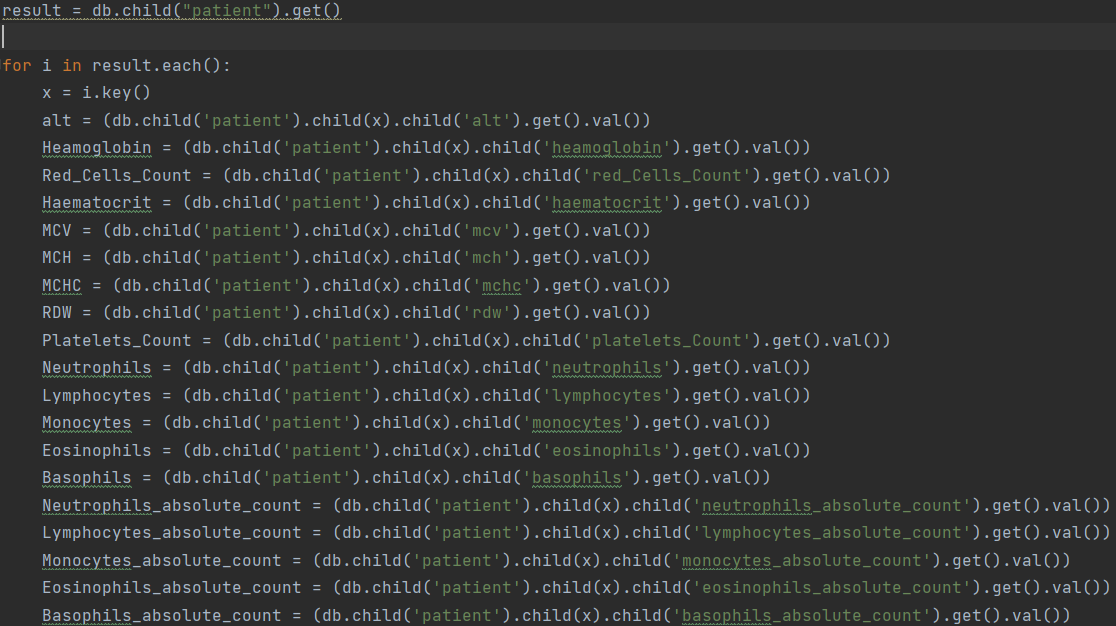 result = db.child("patient").get()
for i in result.each():
    x = i.key()
    alt = (db.child('patient').child(x).child('alt').get().val())
    Heamoglobin = (db.child('patient').child(x).child('heamoglobin').get().val())
    Red_Cells_Count = (db.child('patient').child(x).child('red_Cells_Count').get().val())
    Haematocrit = (db.child('patient').child(x).child('haematocrit').get().val())
    MCV = (db.child('patient').child(x).child('mcv').get().val())
    MCH = (db.child('patient').child(x).child('mch').get().val())
    MCHC = (db.child('patient').child(x).child('mchc').get().val())
    RDW = (db.child('patient').child(x).child('rdw').get().val())
    Platelets_Count = (db.child('patient').child(x).child('platelets_Count').get().val())
    Neutrophils = (db.child('patient').child(x).child('neutrophils').get().val())
    Lymphocytes = (db.child('patient').child(x).child('lymphocytes').get().val())
    Monocytes = (db.child('patient').child(x).child('monocytes').get().val())
    Eosinophils = (db.child('patient').child(x).child('eosinophils').get().val())
    Basophils = (db.child('patient').child(x).child('basophils').get().val())
    Neutrophils_absolute_count = (db.child('patient').child(x).child('neutrophils_absolute_count').get().val())
    Lymphocytes_absolute_count = (db.child('patient').child(x).child('lymphocytes_absolute_count').get().val())
    Monocytes_absolute_count = (db.child('patient').child(x).child('monocytes_absolute_count').get().val())
    Eosinophils_absolute_count = (db.child('patient').child(x).child('eosinophils_absolute_count').get().val())
    Basophils_absolute_count = (db.child('patient').child(x).child('basophils_absolute_count').get().val())